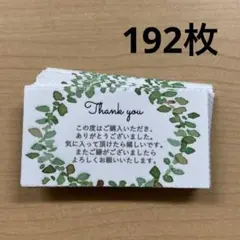 192枚
Thank you
この度はご購入いただき、
ありがとうございました。
気に入って頂けたら嬉しいです。
またご縁がございましたら
よろしくお願いいたします。